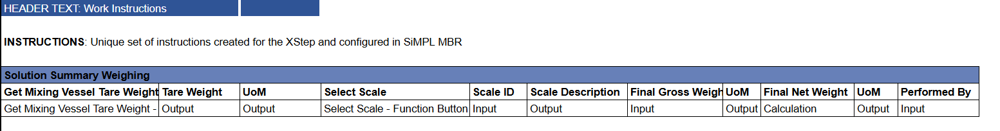 HEADER TEXT: Work Instructions
INSTRUCTIONS: Unique set of instructions created for the XStep and configured in SiMPL MBR
Solution Summary Weighing
Get Mixing Vessel Tare Weight Tare Weight UoM Select Scale Scale ID Scale Description Final Gross Weigh UoM Final Net Weight UoM Performed By
Get Mixing Vessel Tare Weight - Output Output Select Scale - Function Button Input Output Input Output Calculation Output Input